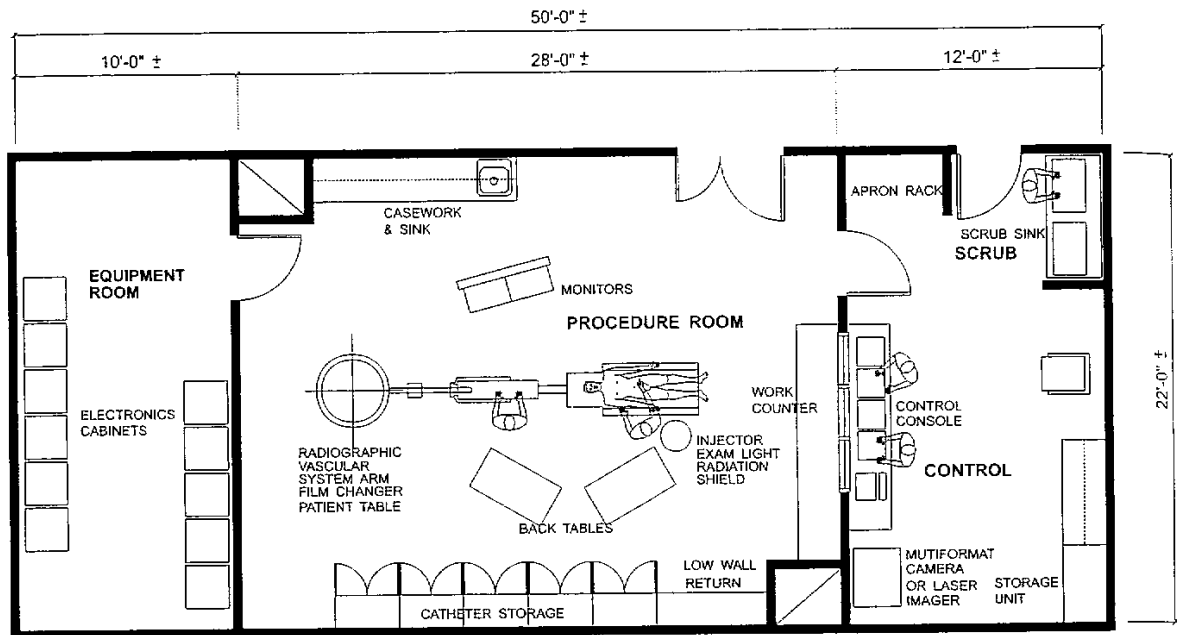 50'-0" ±
10'-0" ±
28'-0" ±
12'-0" ±
APRON RACK
CASEWORK
& SINK
SCRUB SINK
SCRUB
EQUIPMENT
ROOM
MONITORS
PROCEDURE ROOM
22'-0" ±
ELECTRONICS
CABINETS
WORK
COUNTER
CONTROL
CONSOLE
RADIOGRAPHIC
VASCULAR
SYSTEM ARM
FILM CHANGER
PATIENT TABLE
INJECTOR
EXAM LIGHT
RADIATION
SHIELD
CONTROL
BACK TABLES
LOW WALL
RETURN
MUTIFORMAT
CAMERA
OR LASER
IMAGER
STORAGE
UNIT
CATHETER STORAGE